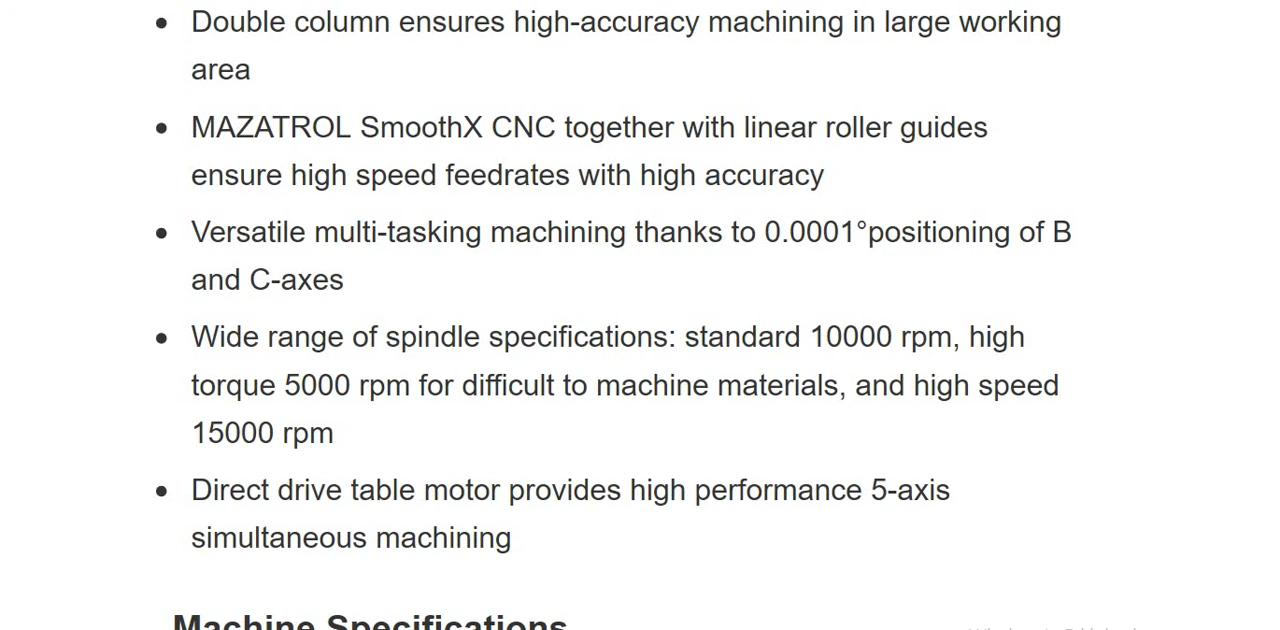 Double column ensures high-accuracy machining in large working
area
MAZATROL SmoothX CNC together with linear roller guides
ensure high speed feedrates with high accuracy
Versatile multi-tasking machining thanks to 0.0001°positioning of B
and C-axes
Wide range of spindle specifications: standard 10000 rpm, high
torque 5000 rpm for difficult to machine materials, and high speed
15000 rpm
Direct drive table motor provides high performance 5-axis
simultaneous machining
Machine Specifications